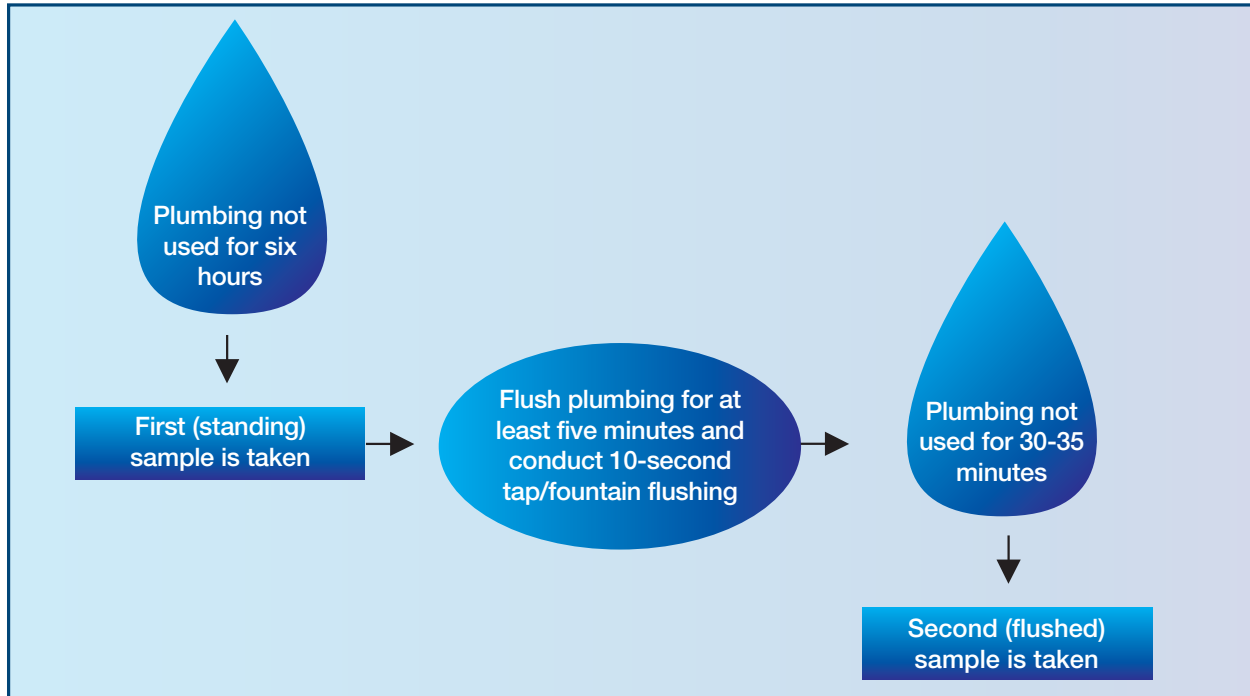 Plumbing not
used for six
hours
First (standing)
sample is taken
Flush plumbing for at
least five minutes and
conduct 10-second
tap/fountain flushing
Plumbing not
used for 30-35
minutes
Second (flushed)
sample is taken